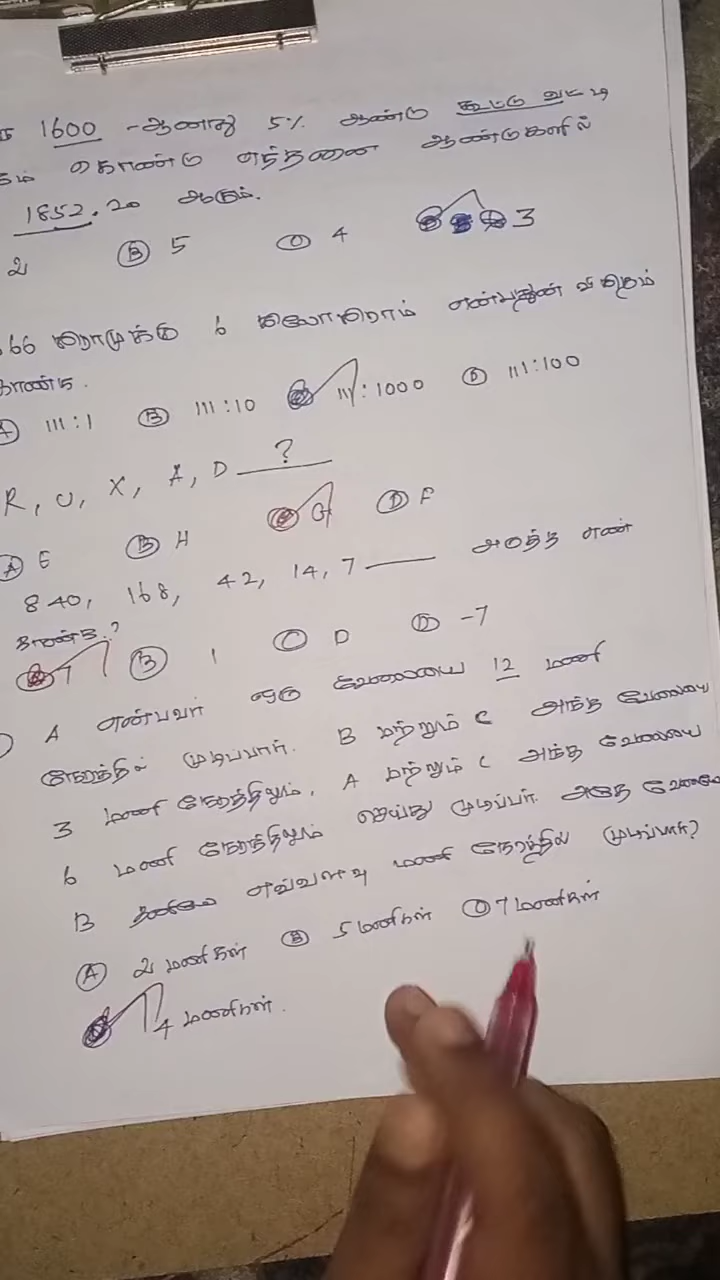 1600 -ஆனது 5% ஆண்டு கூட்டு வட்டி
கொண்டு எத்தனை ஆண்டுகளில்
1852.20 ஆகும்.
2 B 5 C 4 3
66 கிராமுக்கு 6 கிலோகிராம் என்பதன் விகிதம்
காண்க.
A 111:1 B 111:10 111:1000 D 111:100
R, U, X, A, D ?
A E B H G D F
840, 168, 42, 14, 7 அடுத்த எண்
காண்க.?
7 B 1 C 0 D -7
A என்பவர் ஒரு வேலையை 12 மணி
நேரத்தில் முடிப்பார். B மற்றும் C அந்த வேலையை
3 மணி நேரத்திலும், A மற்றும் C அந்த வேலையை
6 மணி நேரத்திலும் செய்து முடிப்பர். அதே வேலையை
B எவ்வளவு மணி நேரத்தில் முடிப்பார்?
A 2 மணிகள் B 5 மணிகள் C 7 மணிகள்
4 மணிகள்.